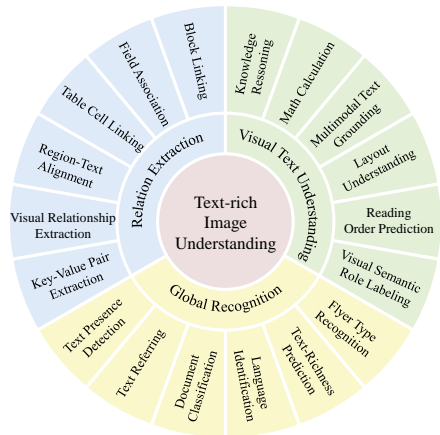 Text-rich
Image
Understanding
Visual Text Understanding
Knowledge
Ressoning
Math Calculation
Multimodal Text
Grounding
Layout
Understanding
Reading
Order Prediction
Visual Semantic
Role Labeling
Global Recognition
Flyer Type
Recognition
Text-Richness
Prediction
Language
Identification
Document
Classification
Text Referring
Text Presence
Detection
Relation Extraction
Key-Value Pair
Extraction
Visual Relationship
Extraction
Region-Text
Alignment
Table Cell Linking
Field Association
Block Linking